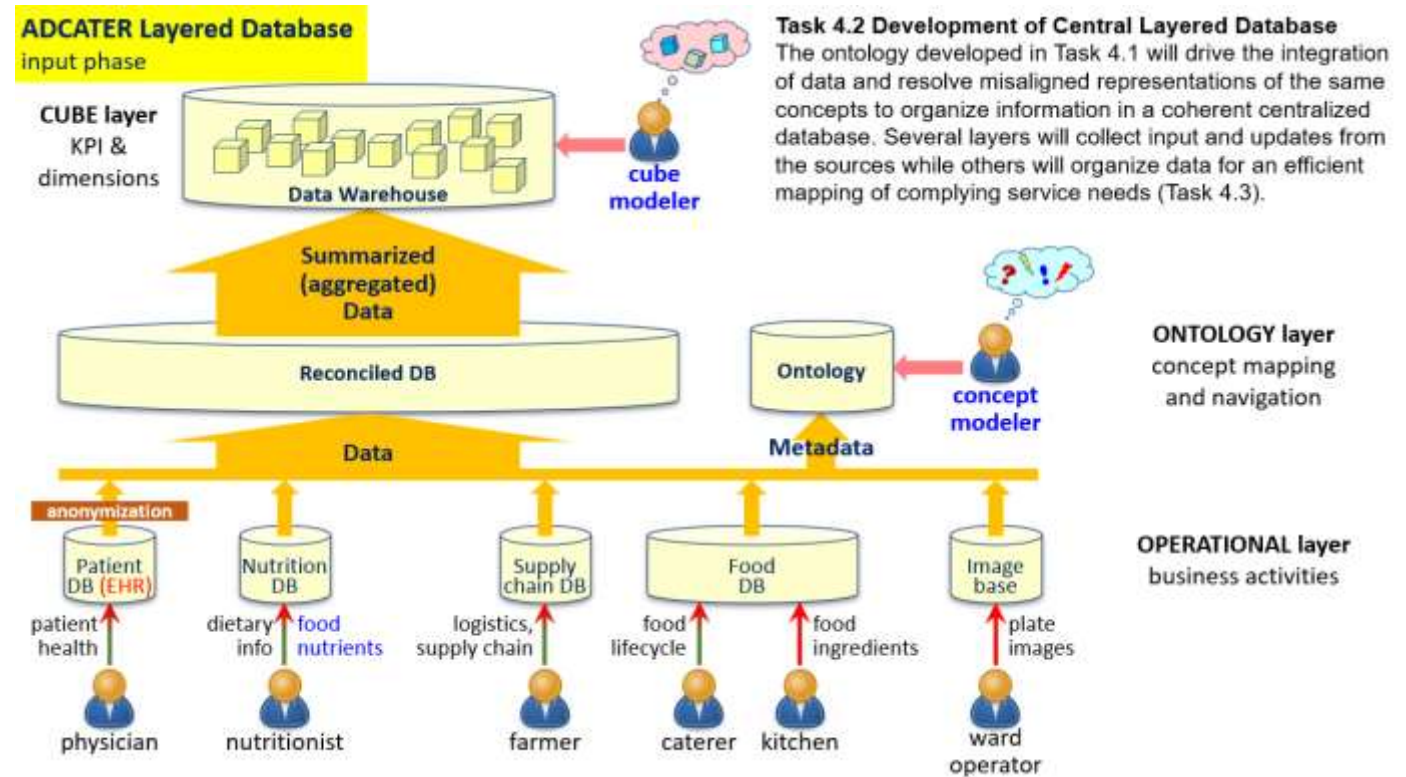 ADCATER Layered Database
input phase
Task 4.2 Development of Central Layered Database
The ontology developed in Task 4.1 will drive the integration
of data and resolve misaligned representations of the same
concepts to organize information in a coherent centralized
database. Several layers will collect input and updates from
the sources while others will organize data for an efficient
mapping of complying service needs (Task 4.3).
CUBE layer
KPI &
dimensions
Data Warehouse
cube
modeler
Summarized
(aggregated)
Data
Reconciled DB
Ontology
? !
concept
modeler
ONTOLOGY layer
concept mapping
and navigation
Data
Metadata
anonymization
Patient
DB (EHR)
Nutrition
DB
Supply
chain DB
Food
DB
Image
base
OPERATIONAL layer
business activities
patient
health
dietary
info
food
nutrients
logistics,
supply chain
food
lifecycle
food
ingredients
plate
images
physician
nutritionist
farmer
caterer
kitchen
ward
operator